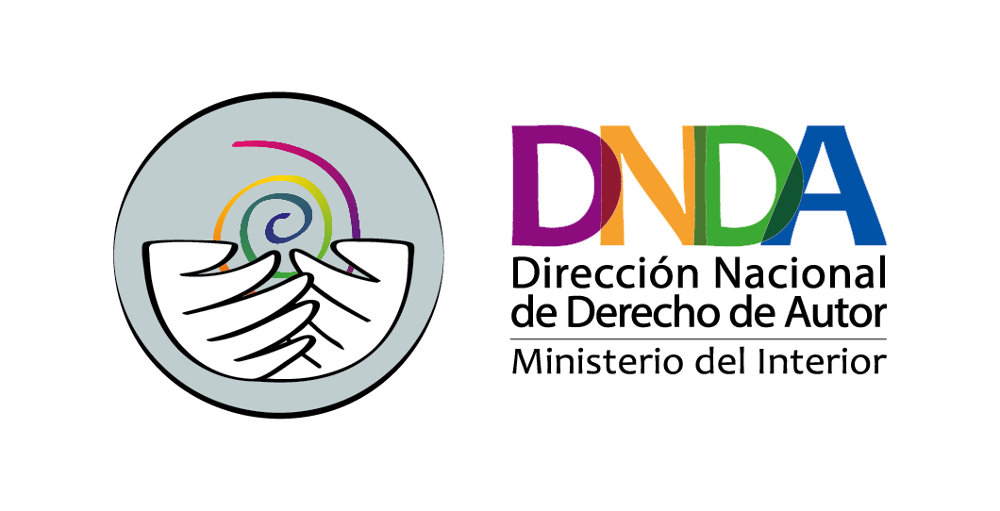 DNDA
Dirección Nacional
de Derecho de Autor
Ministerio del Interior